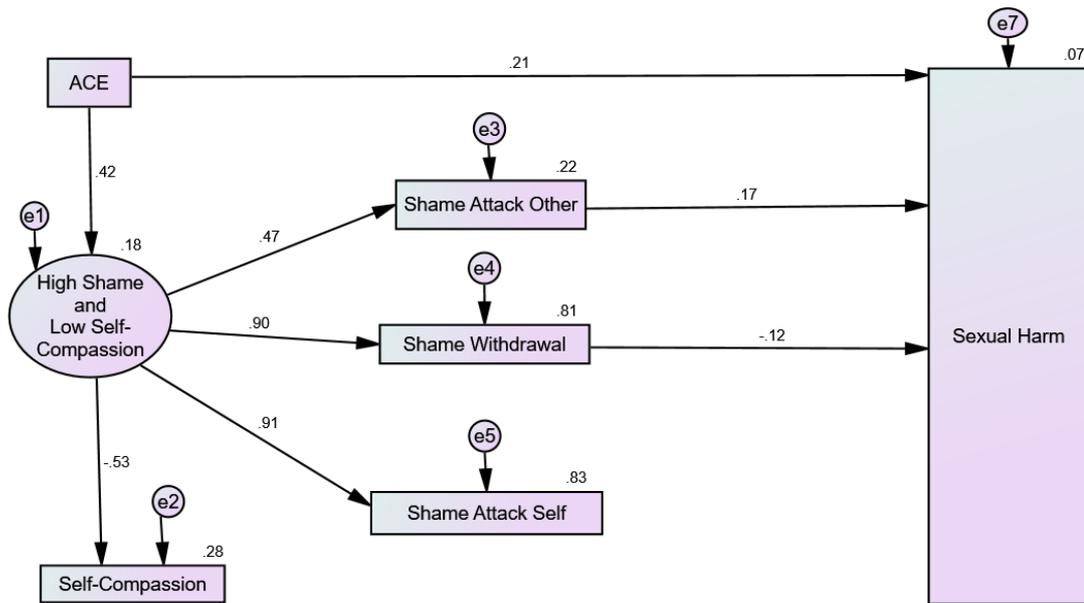 e7
.07
ACE
.21
e3
.42
.22
Shame Attack Other
.17
e1
.47
.18
e4
High Shame
and
Low Self-
Compassion
.90
.81
Shame Withdrawal
-.12
Sexual Harm
.91
e5
-.53
.83
e2
Shame Attack Self
.28
Self-Compassion